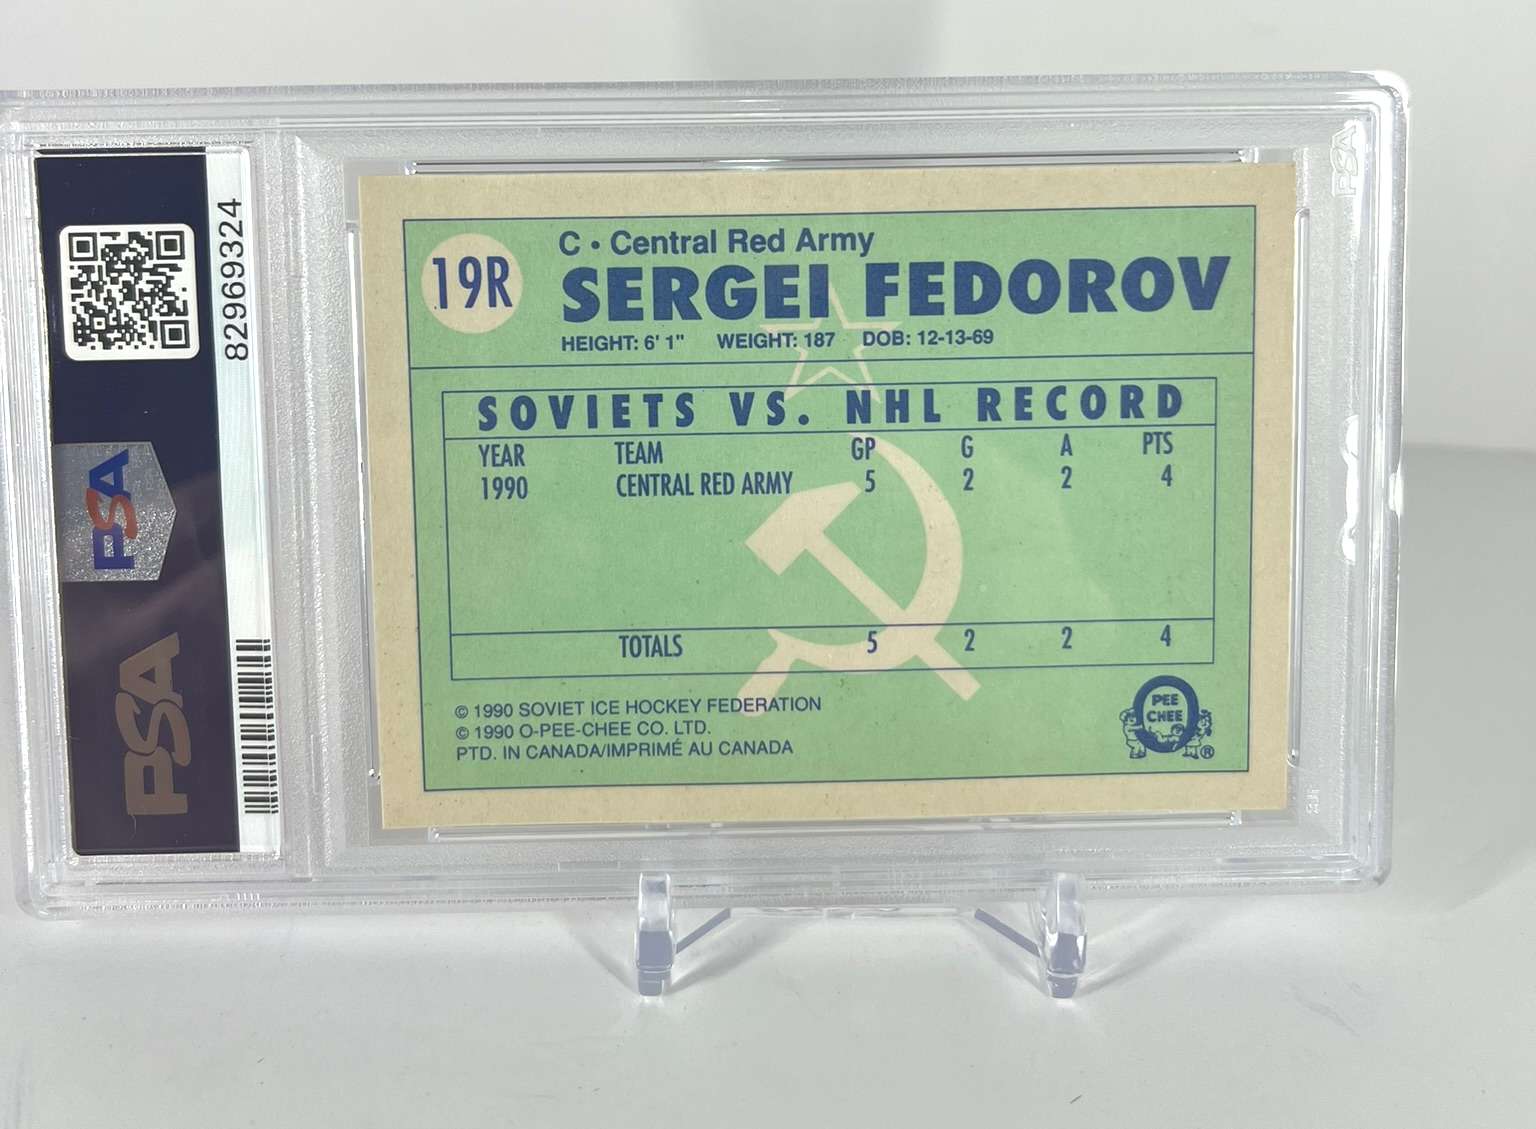 82969324
PSA
PSA
PSA
19R
C • Central Red Army
SERGEI FEDOROV
HEIGHT: 6' 1" WEIGHT: 187 DOB: 12-13-69
SOVIETS VS. NHL RECORD
YEAR TEAM GP G A PTS
1990 CENTRAL RED ARMY 5 2 2 4
TOTALS 5 2 2 4
© 1990 SOVIET ICE HOCKEY FEDERATION
© 1990 O-PEE-CHEE CO. LTD.
PTD. IN CANADA/IMPRIMÉ AU CANADA
O
PEE
CHEE
®